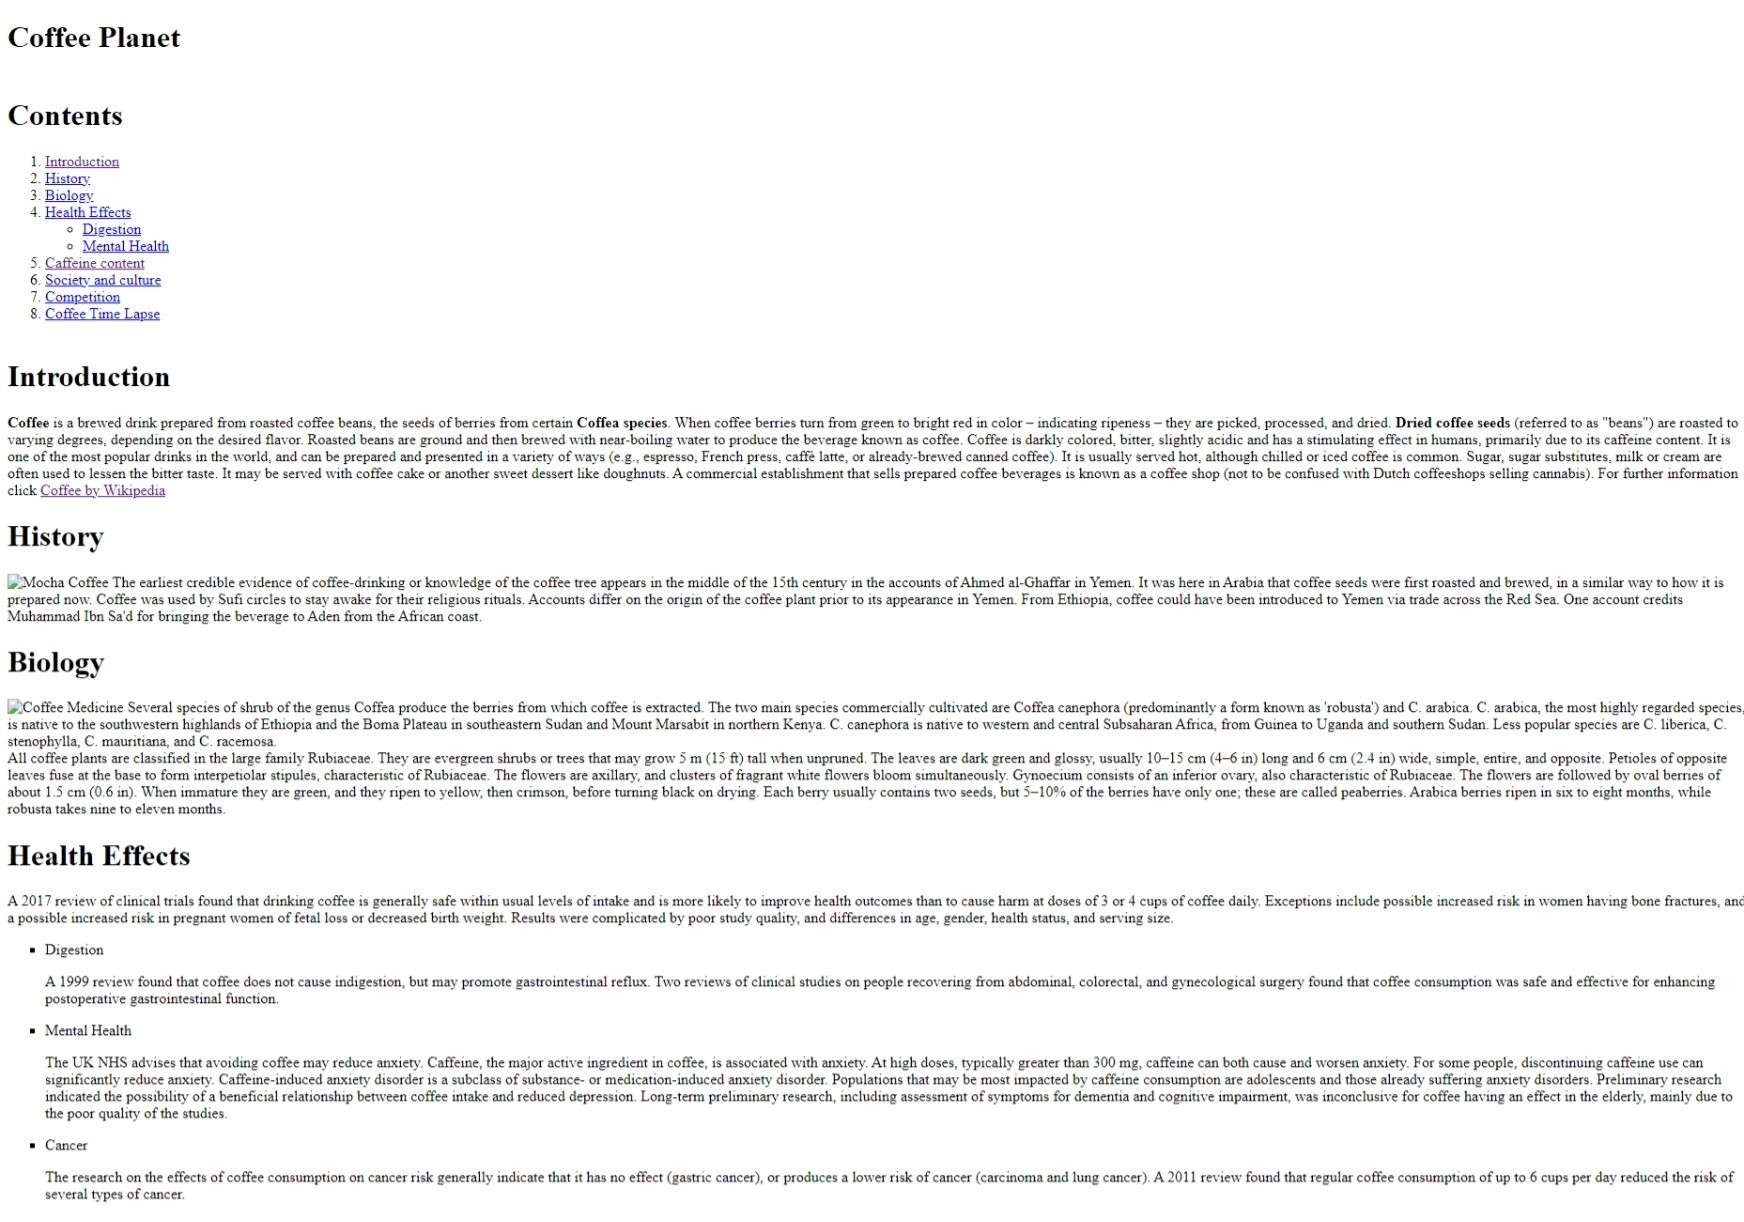 Coffee Planet
Contents
1. Introduction
2. History
3. Biology
4. Health Effects
Digestion
Mental Health
5. Caffeine content
6. Society and culture
7. Competition
8. Coffee Time Lapse
Introduction
Coffee is a brewed drink prepared from roasted coffee beans, the seeds of berries from certain Coffea species. When coffee berries turn from green to bright red in color – indicating ripeness – they are picked, processed, and dried. Dried coffee seeds (referred to as "beans") are roasted to
varying degrees, depending on the desired flavor. Roasted beans are ground and then brewed with near-boiling water to produce the beverage known as coffee. Coffee is darkly colored, bitter, slightly acidic and has a stimulating effect in humans, primarily due to its caffeine content. It is
one of the most popular drinks in the world, and can be prepared and presented in a variety of ways (e.g., espresso, French press, caffè latte, or already-brewed canned coffee). It is usually served hot, although chilled or iced coffee is common. Sugar, sugar substitutes, milk or cream are
often used to lessen the bitter taste. It may be served with coffee cake or another sweet dessert like doughnuts. A commercial establishment that sells prepared coffee beverages is known as a coffee shop (not to be confused with Dutch coffeeshops selling cannabis). For further information
click Coffee by Wikipedia
History
Mocha Coffee The earliest credible evidence of coffee-drinking or knowledge of the coffee tree appears in the middle of the 15th century in the accounts of Ahmed al-Ghaffar in Yemen. It was here in Arabia that coffee seeds were first roasted and brewed, in a similar way to how it is
prepared now. Coffee was used by Sufi circles to stay awake for their religious rituals. Accounts differ on the origin of the coffee plant prior to its appearance in Yemen. From Ethiopia, coffee could have been introduced to Yemen via trade across the Red Sea. One account credits
Muhammad Ibn Sa'd for bringing the beverage to Aden from the African coast.
Biology
Coffee Medicine Several species of shrub of the genus Coffea produce the berries from which coffee is extracted. The two main species commercially cultivated are Coffea canephora (predominantly a form known as 'robusta') and C. arabica. C. arabica, the most highly regarded species,
is native to the southwestern highlands of Ethiopia and the Boma Plateau in southeastern Sudan and Mount Marsabit in northern Kenya. C. canephora is native to western and central Subsaharan Africa, from Guinea to Uganda and southern Sudan. Less popular species are C. liberica, C.
stenophylla, C. mauritiana, and C. racemosa.
All coffee plants are classified in the large family Rubiaceae. They are evergreen shrubs or trees that may grow 5 m (15 ft) tall when unpruned. The leaves are dark green and glossy, usually 10–15 cm (4–6 in) long and 6 cm (2.4 in) wide, simple, entire, and opposite. Petioles of opposite
leaves fuse at the base to form interpetiolar stipules, characteristic of Rubiaceae. The flowers are axillary, and clusters of fragrant white flowers bloom simultaneously. Gynoecium consists of an inferior ovary, also characteristic of Rubiaceae. The flowers are followed by oval berries of
about 1.5 cm (0.6 in). When immature they are green, and they ripen to yellow, then crimson, before turning black on drying. Each berry usually contains two seeds, but 5–10% of the berries have only one; these are called peaberries. Arabica berries ripen in six to eight months, while
robusta takes nine to eleven months.
Health Effects
A 2017 review of clinical trials found that drinking coffee is generally safe within usual levels of intake and is more likely to improve health outcomes than to cause harm at doses of 3 or 4 cups of coffee daily. Exceptions include possible increased risk in women having bone fractures, and
a possible increased risk in pregnant women of fetal loss or decreased birth weight. Results were complicated by poor study quality, and differences in age, gender, health status, and serving size.
Digestion
A 1999 review found that coffee does not cause indigestion, but may promote gastrointestinal reflux. Two reviews of clinical studies on people recovering from abdominal, colorectal, and gynecological surgery found that coffee consumption was safe and effective for enhancing
postoperative gastrointestinal function.
Mental Health
The UK NHS advises that avoiding coffee may reduce anxiety. Caffeine, the major active ingredient in coffee, is associated with anxiety. At high doses, typically greater than 300 mg, caffeine can both cause and worsen anxiety. For some people, discontinuing caffeine use can
significantly reduce anxiety. Caffeine-induced anxiety disorder is a subclass of substance- or medication-induced anxiety disorder. Populations that may be most impacted by caffeine consumption are adolescents and those already suffering anxiety disorders. Preliminary research
indicated the possibility of a beneficial relationship between coffee intake and reduced depression. Long-term preliminary research, including assessment of symptoms for dementia and cognitive impairment, was inconclusive for coffee having an effect in the elderly, mainly due to
the poor quality of the studies.
Cancer
The research on the effects of coffee consumption on cancer risk generally indicate that it has no effect (gastric cancer), or produces a lower risk of cancer (carcinoma and lung cancer). A 2011 review found that regular coffee consumption of up to 6 cups per day reduced the risk of
several types of cancer.